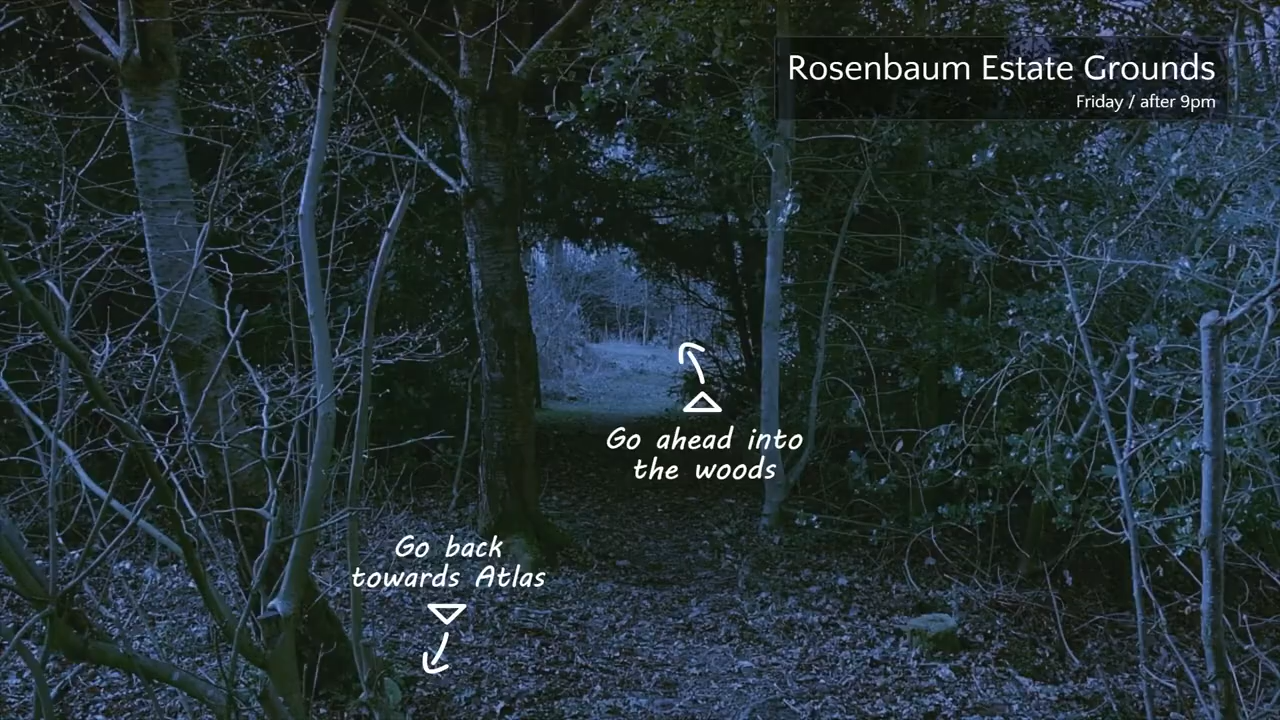 Rosenbaum Estate Grounds
Friday / after 9pm
Go ahead into
the woods
Go back
towards Atlas